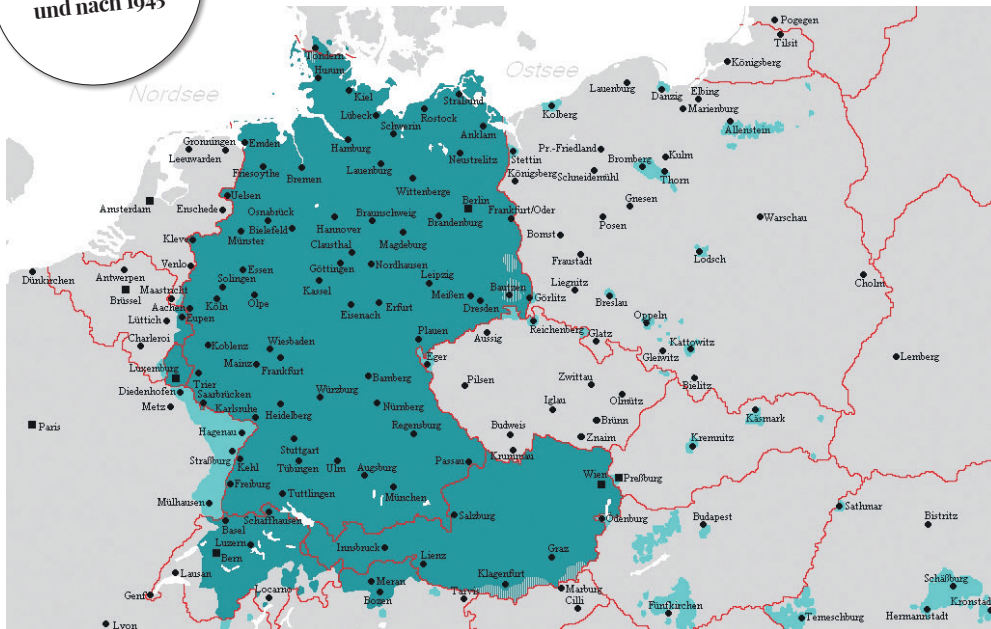 und nach 1945
Nordsee
Ostsee
Pogegen
Tilsit
Königsberg
Tondern
Husum
Kiel
Lübeck
Stralsund
Rostock
Schwerin
Anklam
Hamburg
Lauenburg
Neustrelitz
Wittenberge
Lauenburg
Danzig
Elbing
Marienburg
Kolberg
Allenstein
Stettin
Königsberg
Pr.-Friedland
Schneidemühl
Bromberg
Kulm
Thorn
Gnesen
Posen
Warschau
Gronningen
Leeuwarden
Emden
Friesoythe
Bremen
Uelsen
Amsterdam
Enschede
Osnabrück
Bielefeld
Münster
Hannover
Braunschweig
Berlin
Brandenburg
Frankfurt/Oder
Magdeburg
Clausthal
Bomst
Fraustadt
Lodsch
Cholm
Kleve
Venlo
Göttingen
Nordhausen
Leipzig
Kassel
Essen
Solingen
Köln
Olpe
Eisenach
Erfurt
Meißen
Dresden
Bautzen
Görlitz
Liegnitz
Breslau
Oppeln
Dünkirchen
Antwerpen
Brüssel
Maastricht
Aachen
Lüttich
Eupen
Charleroi
Koblenz
Wiesbaden
Mainz
Frankfurt
Plauen
Eger
Aussig
Reichenberg
Glatz
Gleiwitz
Kattowitz
Bielitz
Lemberg
Luxemburg
Trier
Diedenhofen
Saarbrücken
Metz
Karlsruhe
Heidelberg
Würzburg
Bamberg
Nürnberg
Regensburg
Pilsen
Iglau
Zwittau
Olmütz
Brünn
Znaim
Budweis
Krummau
Käsmark
Kremnitz
Paris
Hagenau
Straßburg
Kehl
Stuttgart
Tübingen
Ulm
Augsburg
München
Passau
Freiburg
Tuttlingen
Mülhausen
Schaffhausen
Basel
Salzburg
Wien
Preßburg
Ödenburg
Budapest
Sathmar
Bistritz
Luzern
Bern
Lausan
Genf
Locarno
Lyon
Innsbruck
Lienz
Graz
Meran
Bozen
Klagenfurt
Tarvis
Marburg
Cilli
Fünfkirchen
Temeschburg
Schäßburg
Kronstadt
Hermannstadt